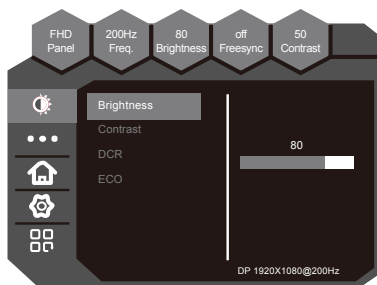 FHD
Panel
200Hz
Freq.
80
Brightness
off
Freesync
50
Contrast
Brightness
Contrast
DCR
ECO
80
DP 1920X1080@200Hz